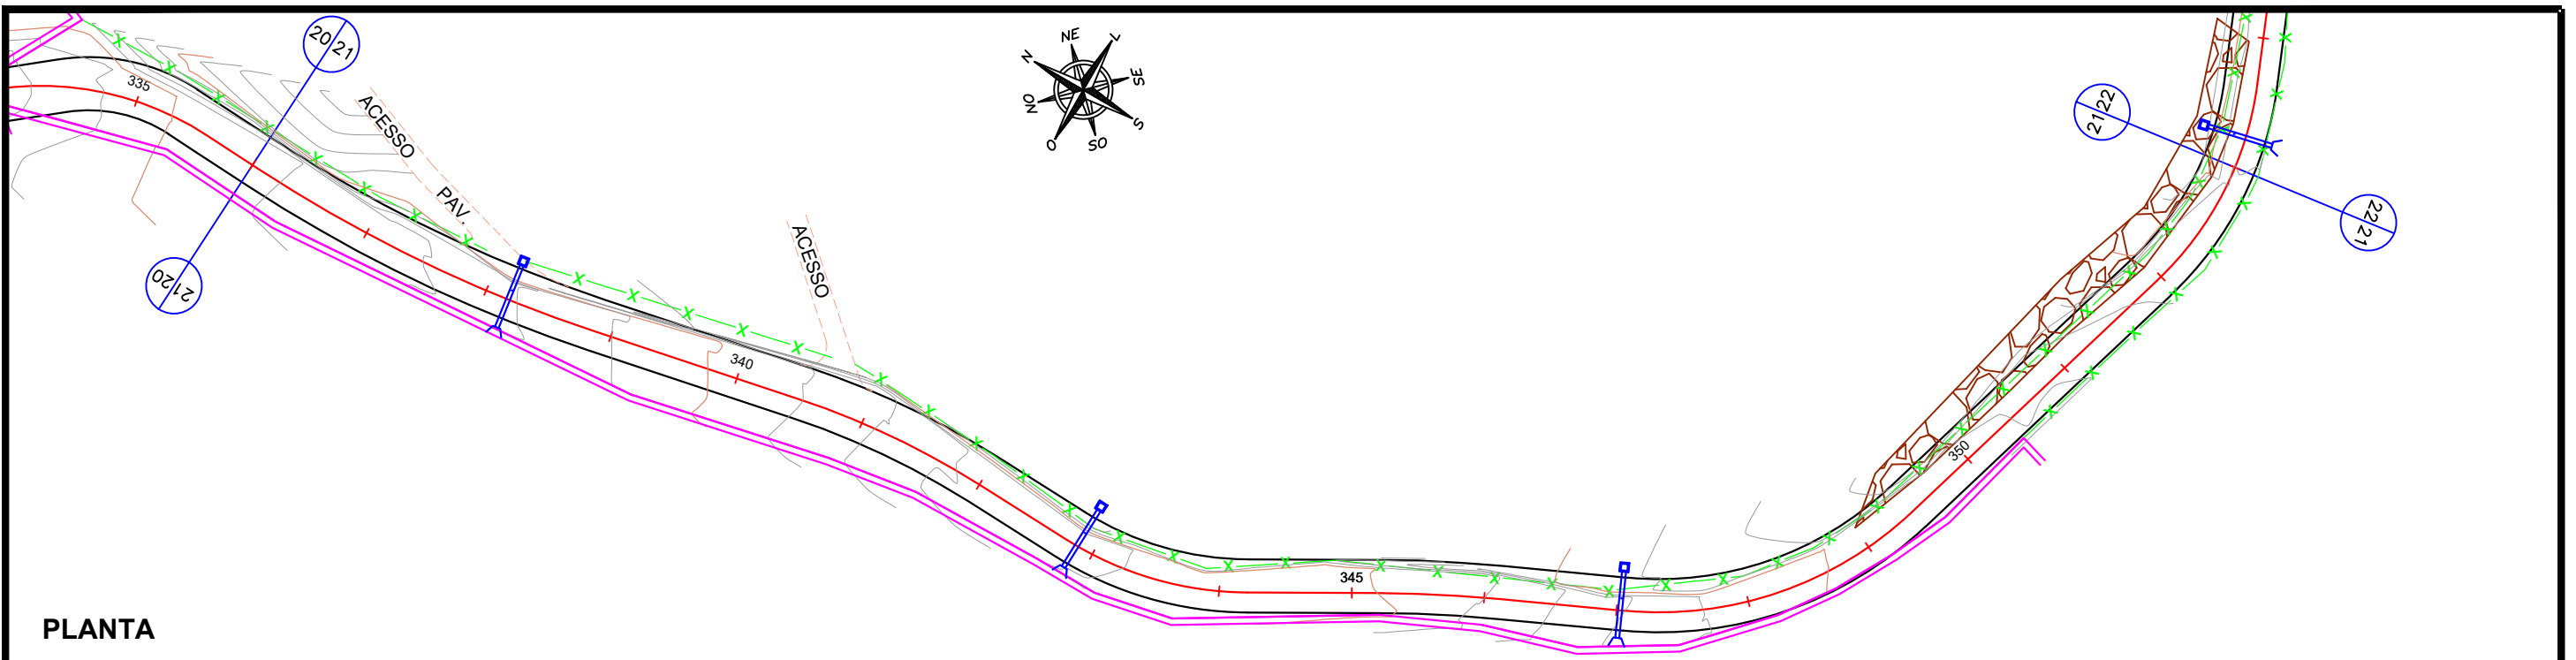 20 21
21 20
335
ACESSO
PAV.
340
ACESSO
NE
L
SE
S
SO
O
NO
N
345
350
21 22
22 21
PLANTA